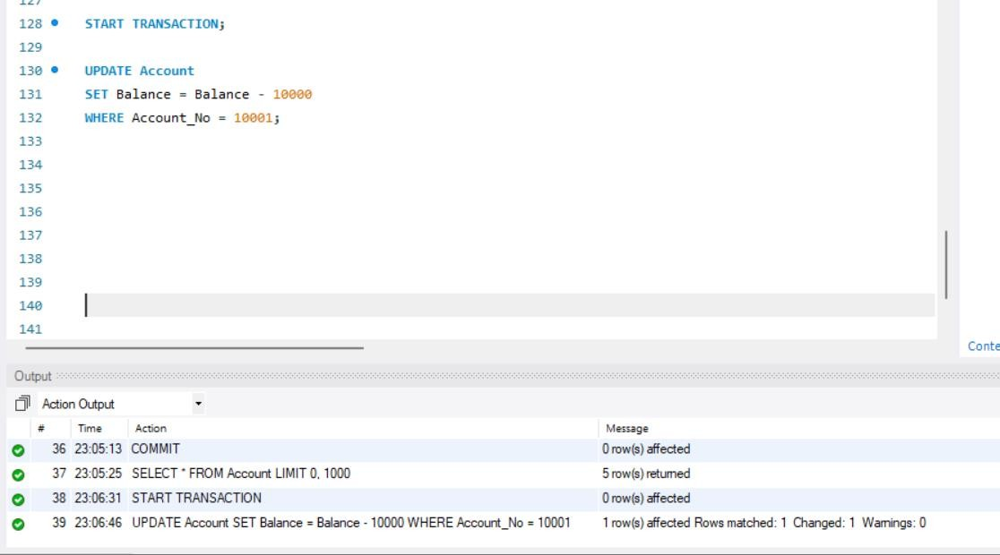 127
128 START TRANSACTION;
129
130 UPDATE Account
131 SET Balance = Balance - 10000
132 WHERE Account_No = 10001;
133
134
135
136
137
138
139
140
141
Conte
Output
Action Output
# Time Action Message
36 23:05:13 COMMIT 0 row(s) affected
37 23:05:25 SELECT * FROM Account LIMIT 0, 1000 5 row(s) returned
38 23:06:31 START TRANSACTION 0 row(s) affected
39 23:06:46 UPDATE Account SET Balance = Balance - 10000 WHERE Account_No = 10001 1 row(s) affected Rows matched: 1 Changed: 1 Warnings: 0